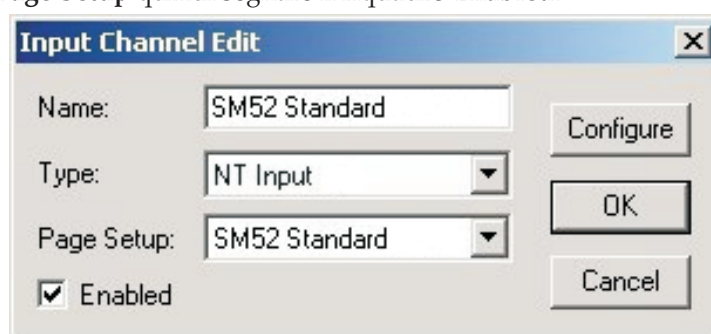 Input Channel Edit
Name: SM52 Standard
Configure
Type: NT Input
OK
Page Setup: SM52 Standard
Enabled
Cancel